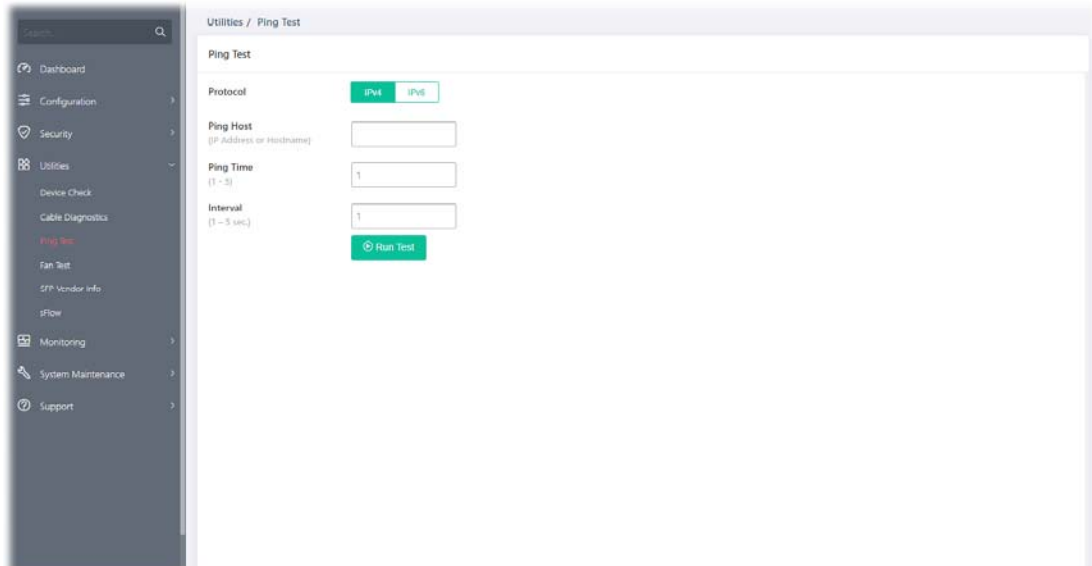 Search...
Dashboard
Configuration
Security
Utilities
Device Check
Cable Diagnostics
Ping Test
Fan Test
SFP Vendor Info
sFlow
Monitoring
System Maintenance
Support
Utilities / Ping Test
Ping Test
Protocol
IPv4 IPv6
Ping Host
(IP Address or Hostname)
Ping Time
(1 - 5)
1
Interval
(1 – 5 sec.)
1
Run Test